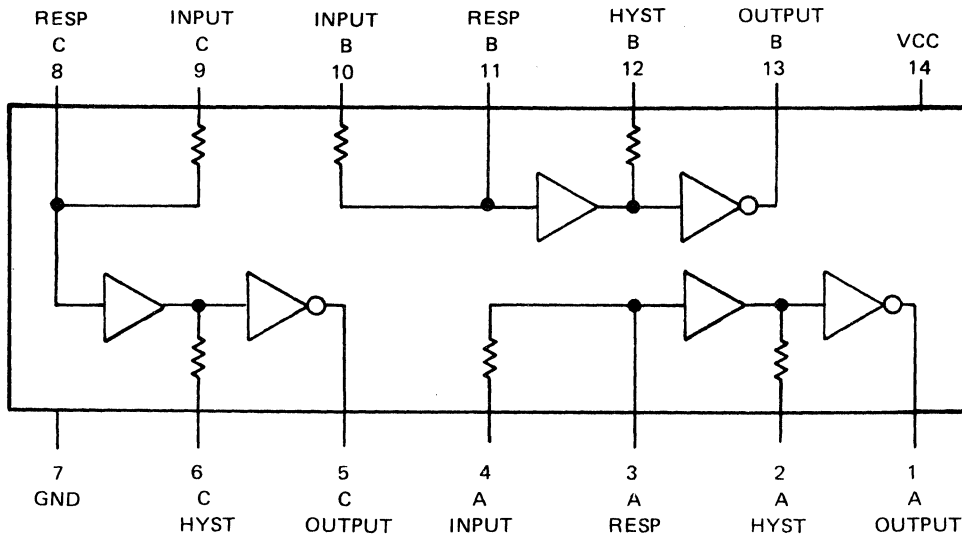 RESP INPUT INPUT RESP HYST OUTPUT
C C B B B B VCC
8 9 10 11 12 13 14
7 6 5 4 3 2 1
GND C C A A A A
HYST OUTPUT INPUT RESP HYST OUTPUT